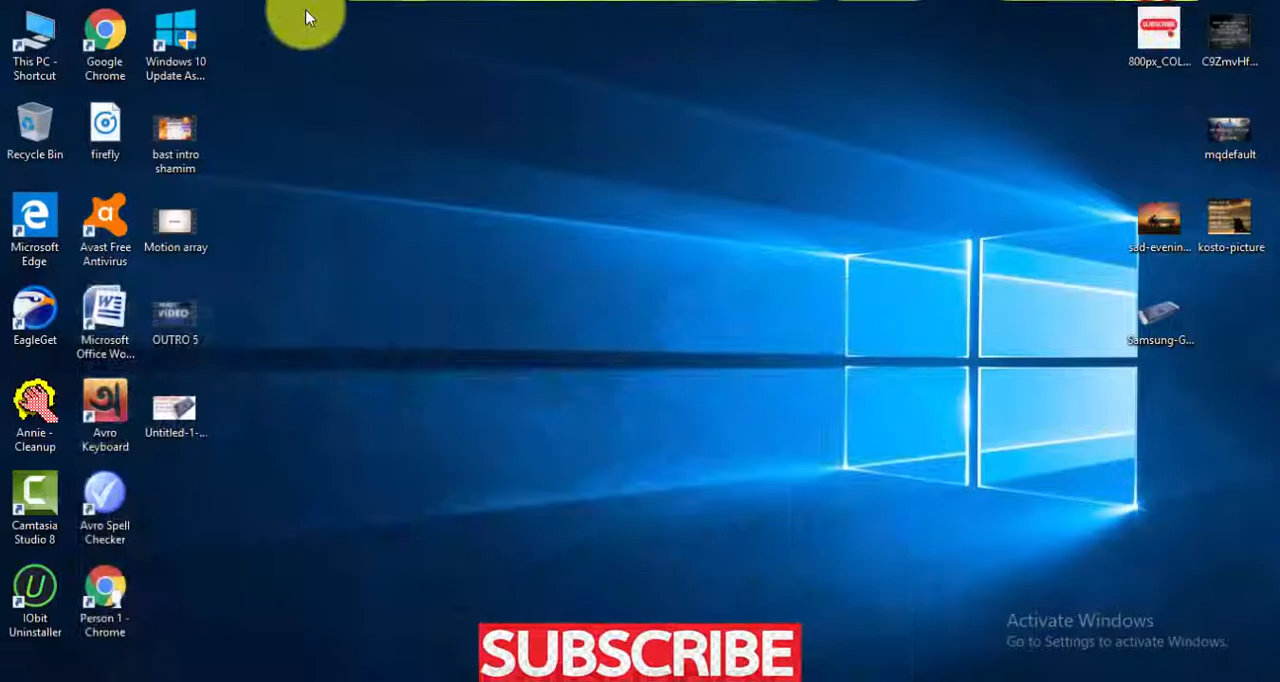 This PC -
Shortcut
Google
Chrome
Windows 10
Update As...
Recycle Bin
firefly
bast intro
shamim
Microsoft
Edge
Avast Free
Antivirus
Motion array
EagleGet
Microsoft
Office Wo...
VIDEO
OUTRO 5
Annie -
Cleanup
Avro
Keyboard
Untitled-1-...
Camtasia
Studio 8
Avro Spell
Checker
IObit
Uninstaller
Person 1 -
Chrome
SUBSCRIBE
800px_COL...
C9ZmvHf...
mqdefault
sad-evenin...
kosto-picture
Samsung-G...
SUBSCRIBE
Activate Windows
Go to Settings to activate Windows.